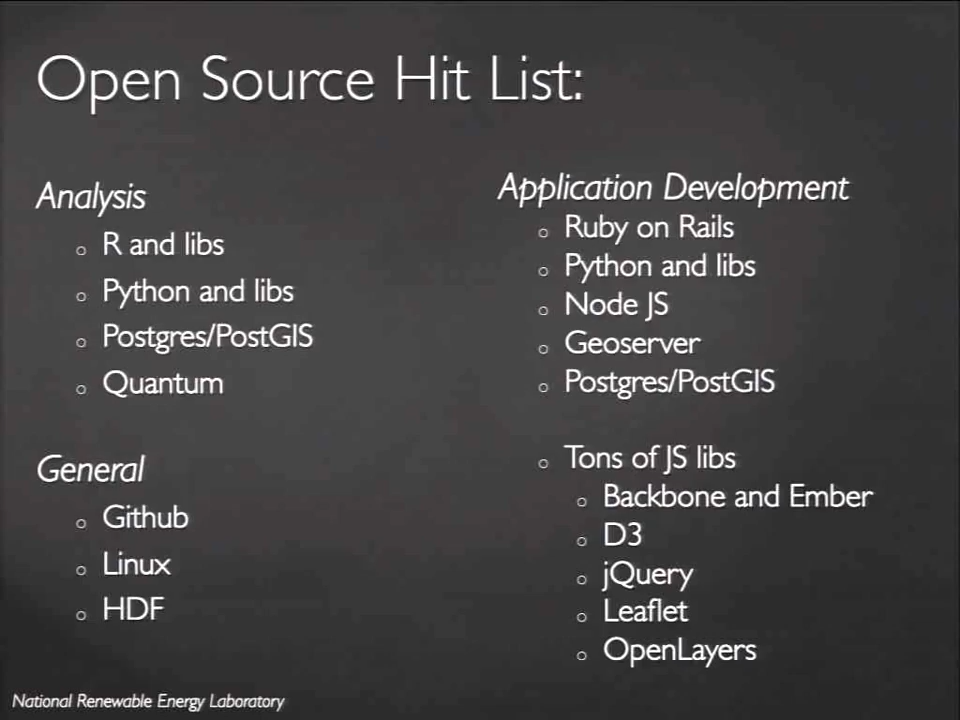 Open Source Hit List:
Analysis
R and libs
Python and libs
Postgres/PostGIS
Quantum
General
Github
Linux
HDF
Application Development
Ruby on Rails
Python and libs
Node JS
Geoserver
Postgres/PostGIS
Tons of JS libs
Backbone and Ember
D3
jQuery
Leaflet
OpenLayers
National Renewable Energy Laboratory